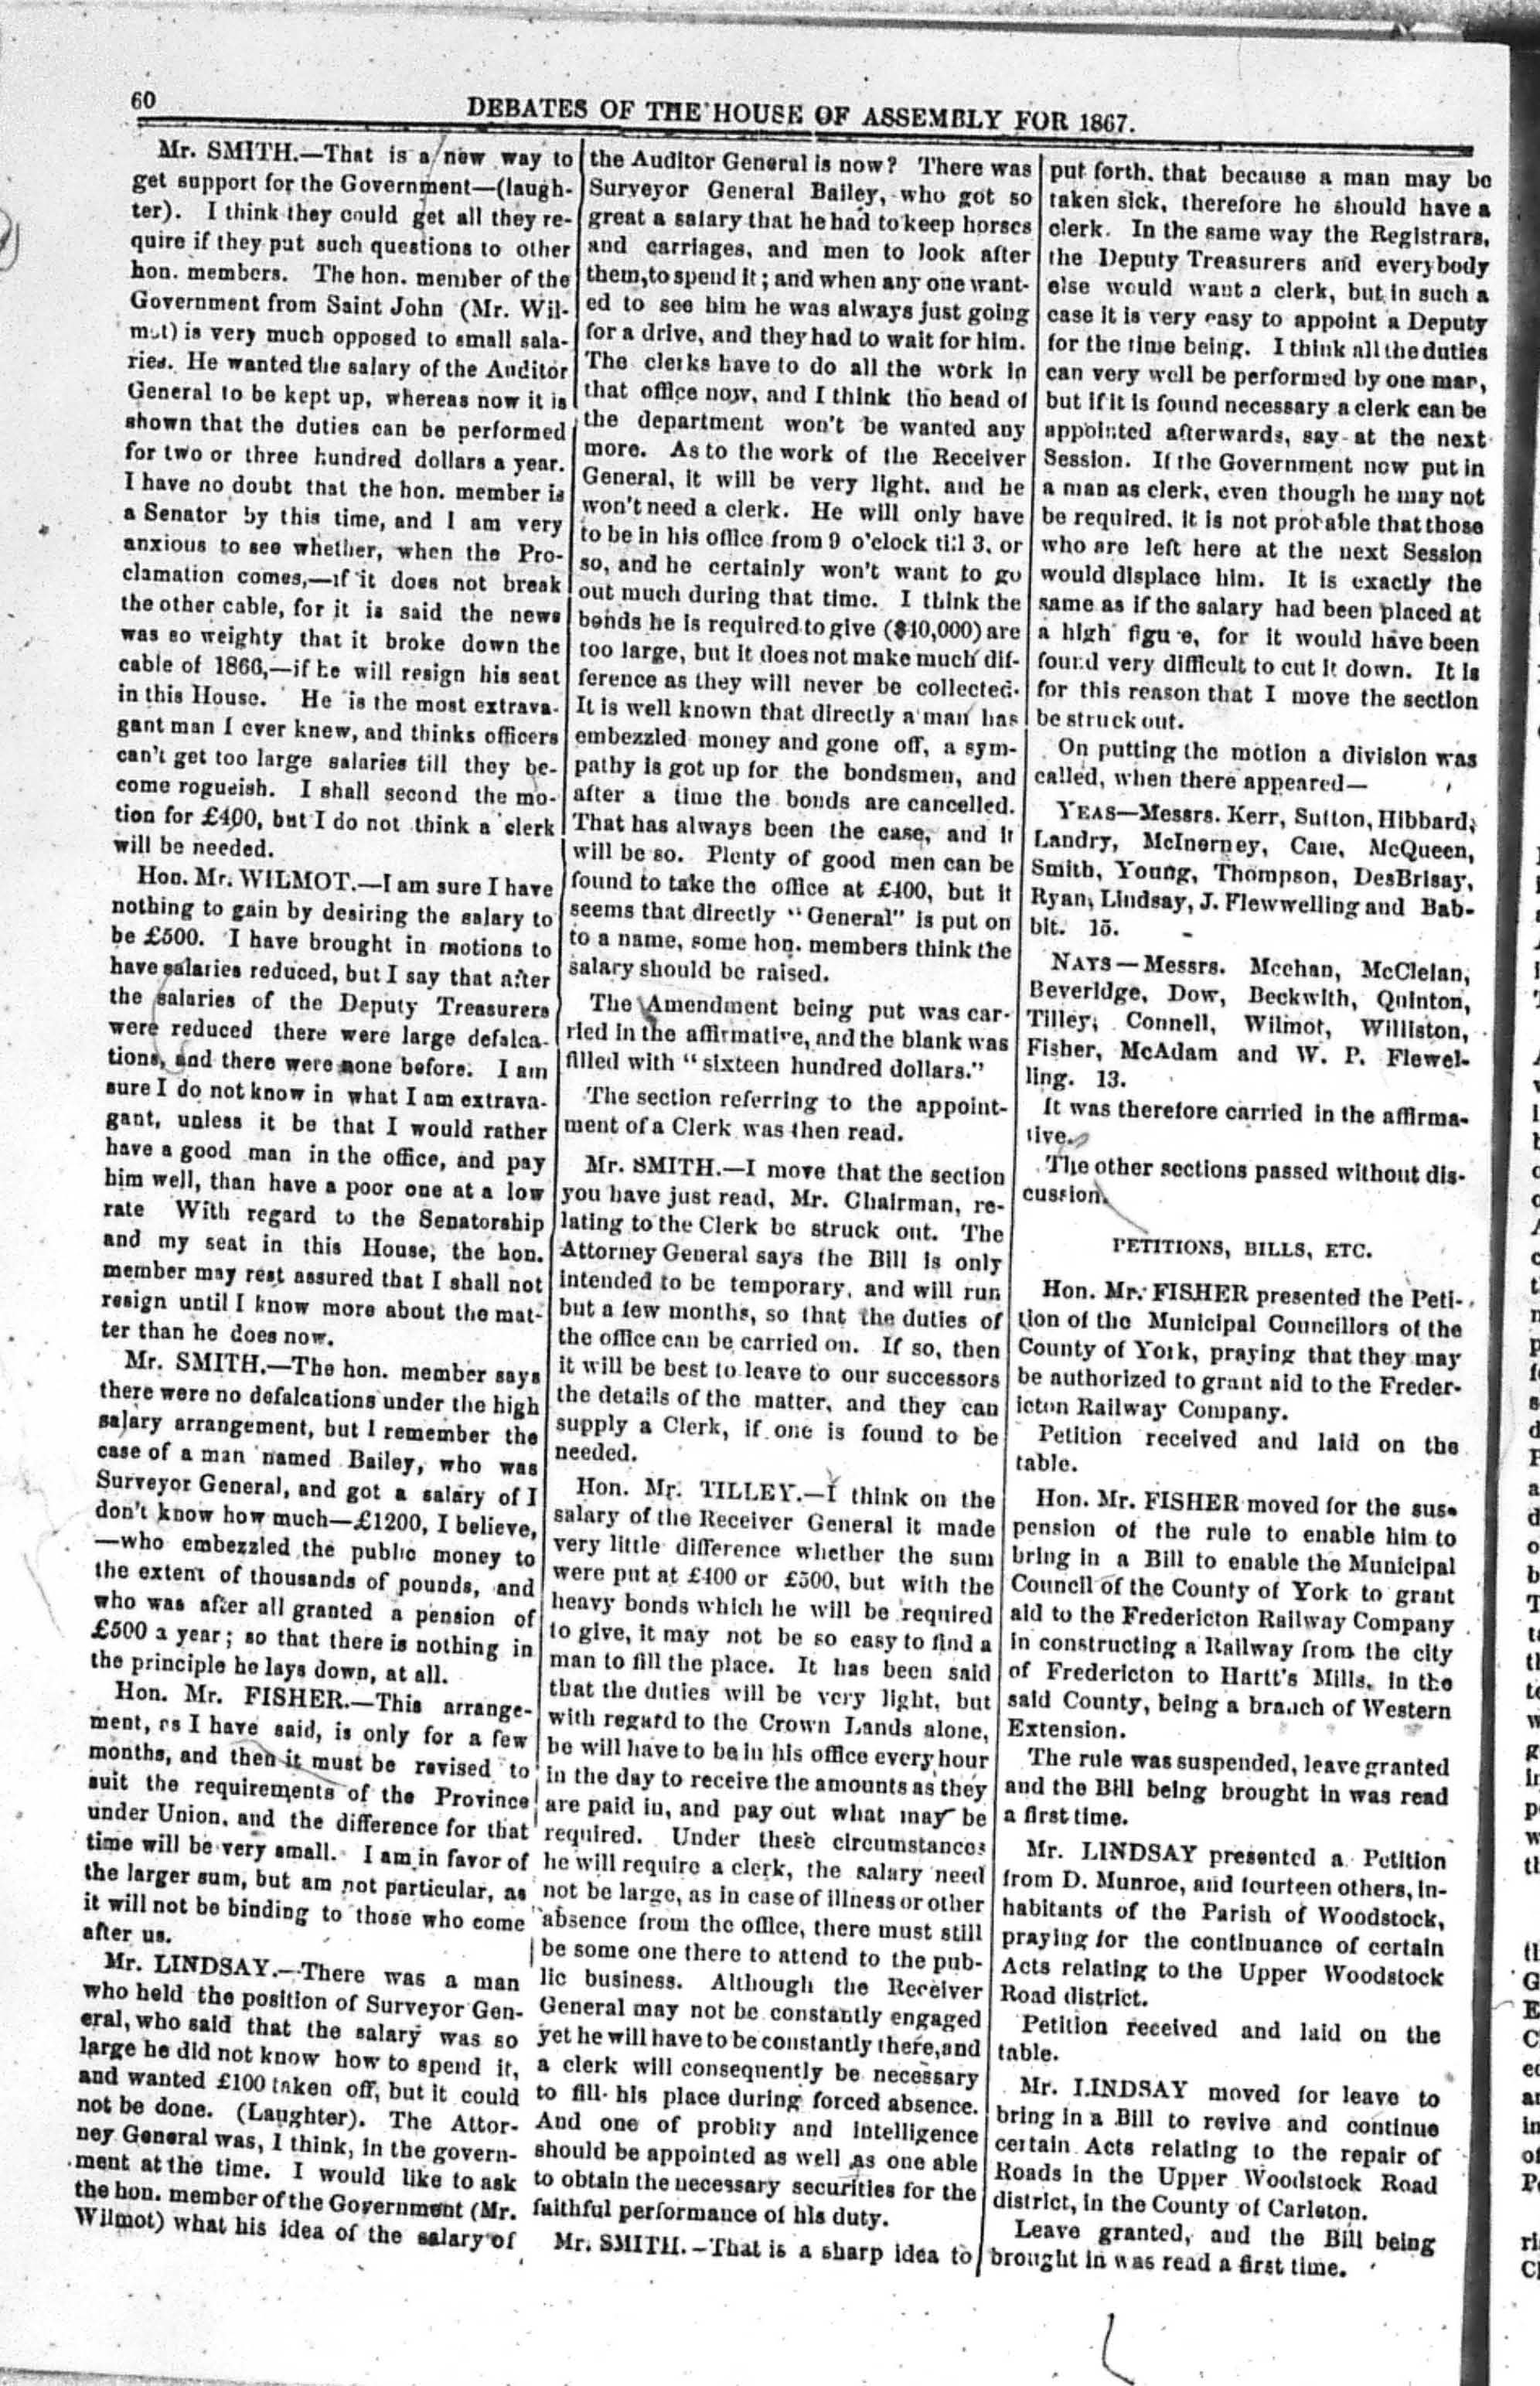 60
DEBATES OF THE HOUSE OF ASSEMBLY FOR 1867.
Mr. SMITH.—That is a new way to
get support for the Government—(laugh-
ter). I think they could get all they re-
quire if they put such questions to other
hon. members. The hon. member of the
Government from Saint John (Mr. Wil-
mot) is very much opposed to small sala-
ries. He wanted the salary of the Auditor
General to be kept up, whereas now it is
shown that the duties can be performed
for two or three hundred dollars a year.
I have no doubt that the hon. member is
a Senator by this time, and I am very
anxious to see whether, when the Pro-
clamation comes,—if it does not break
the other cable, for it is said the news
was so weighty that it broke down the
cable of 1866,—if he will resign his seat
in this House. He is the most extrava-
gant man I ever knew, and thinks officers
can't get too large salaries till they be-
come rogueish. I shall second the mo-
tion for £400, but I do not think a clerk
will be needed.
Hon. Mr. WILMOT.—I am sure I have
nothing to gain by desiring the salary to
be £500. I have brought in motions to
have salaries reduced, but I say that after
the salaries of the Deputy Treasurers
were reduced there were large defalca-
tions, and there were none before. I am
sure I do not know in what I am extrava-
gant, unless it be that I would rather
have a good man in the office, and pay
him well, than have a poor one at a low
rate With regard to the Senatorship
and my seat in this House, the hon.
member may rest assured that I shall not
resign until I know more about the mat-
ter than he does now.
Mr. SMITH.—The hon. member says
there were no defalcations under the high
salary arrangement, but I remember the
case of a man named Bailey, who was
Surveyor General, and got a salary of I
don't know how much—£1200, I believe,
—who embezzled the public money to
the extent of thousands of pounds, and
who was after all granted a pension of
£500 a year; so that there is nothing in
the principle he lays down, at all.
Hon. Mr. FISHER.—This arrange-
ment, as I have said, is only for a few
months, and then it must be revised to
suit the requirements of the Province
under Union, and the difference for that
time will be very small. I am in favor of
the larger sum, but am not particular, as
it will not be binding to those who come
after us.
Mr. LINDSAY.—There was a man
who held the position of Surveyor Gen-
eral, who said that the salary was so
large he did not know how to spend it,
and wanted £100 taken off, but it could
not be done. (Laughter). The Attor-
ney General was, I think, in the govern-
ment at the time. I would like to ask
the hon. member of the Government (Mr.
Wilmot) what his idea of the salary of
the Auditor General is now? There was
Surveyor General Bailey, who got so
great a salary that he had to keep horses
and carriages, and men to look after
them, to spend it; and when any one want-
ed to see him he was always just going
for a drive, and they had to wait for him.
The clerks have to do all the work in
that office now, and I think the head of
the department won't be wanted any
more. As to the work of the Receiver
General, it will be very light. and he
won't need a clerk. He will only have
to be in his office from 9 o'clock till 3, or
so, and he certainly won't want to go
out much during that time. I think the
bonds he is required to give ($10,000) are
too large, but it does not make much dif-
ference as they will never be collected.
It is well known that directly a man has
embezzled money and gone off, a sym-
pathy is got up for the bondsmen, and
after a time the bonds are cancelled.
That has always been the case, and it
will be so. Plenty of good men can be
found to take the office at £400, but it
seems that directly "General" is put on
to a name, some hon. members think the
salary should be raised.
The Amendment being put was car-
ried in the affirmative, and the blank was
filled with "sixteen hundred dollars."
The section referring to the appoint-
ment of a Clerk was then read.
Mr. SMITH.—I move that the section
you have just read, Mr. Chairman, re-
lating to the Clerk be struck out. The
Attorney General says the Bill is only
intended to be temporary, and will run
but a few months, so that the duties of
the office can be carried on. If so, then
it will be best to leave to our successors
the details of the matter, and they can
supply a Clerk, if one is found to be
needed.
Hon. Mr. TILLEY.—I think on the
salary of the Receiver General it made
very little difference whether the sum
were put at £400 or £500, but with the
heavy bonds which he will be required
to give, it may not be so easy to find a
man to fill the place. It has been said
that the duties will be very light, but
with regard to the Crown Lands alone,
he will have to be in his office every hour
in the day to receive the amounts as they
are paid in, and pay out what may be
required. Under these circumstances
he will require a clerk, the salary need
not be large, as in case of illness or other
absence from the office, there must still
be some one there to attend to the pub-
lic business. Although the Receiver
General may not be constantly engaged
yet he will have to be constantly there, and
a clerk will consequently be necessary
to fill his place during forced absence.
And one of probity and intelligence
should be appointed as well as one able
to obtain the necessary securities for the
faithful performance of his duty.
Mr. SMITH.—That is a sharp idea to
put forth. that because a man may be
taken sick, therefore he should have a
clerk. In the same way the Registrars,
the Deputy Treasurers and everybody
else would want a clerk, but in such a
case it is very easy to appoint a Deputy
for the time being. I think all the duties
can very well be performed by one man,
but if it is found necessary a clerk can be
appointed afterwards, say at the next
Session. If the Government now put in
a man as clerk, even though he may not
be required, it is not probable that those
who are left here at the next Session
would displace him. It is exactly the
same as if the salary had been placed at
a high figure, for it would have been
found very difficult to cut it down. It is
for this reason that I move the section
be struck out.
On putting the motion a division was
called, when there appeared—
YEAS—Messrs. Kerr, Sutton, Hibbard,
Landry, McInerney, Caie, McQueen,
Smith, Young, Thompson, DesBrisay,
Ryan, Lindsay, J. Flewwelling and Bab-
bit. 15.
NAYS—Messrs. Meehan, McClelan,
Beveridge, Dow, Beckwith, Quinton,
Tilley, Connell, Wilmot, Williston,
Fisher, McAdam and W. P. Flewel-
ling. 13.
It was therefore carried in the affirma-
tive.
The other sections passed without dis-
cussion.
PETITIONS, BILLS, ETC.
Hon. Mr. FISHER presented the Peti-
tion of the Municipal Councillors of the
County of York, praying that they may
be authorized to grant aid to the Freder-
icton Railway Company.
Petition received and laid on the
table.
Hon. Mr. FISHER moved for the sus-
pension of the rule to enable him to
bring in a Bill to enable the Municipal
Council of the County of York to grant
aid to the Fredericton Railway Company
in constructing a Railway from the city
of Fredericton to Hartt's Mills, in the
said County, being a branch of Western
Extension.
The rule was suspended, leave granted
and the Bill being brought in was read
a first time.
Mr. LINDSAY presented a Petition
from D. Munroe, and fourteen others, in-
habitants of the Parish of Woodstock,
praying for the continuance of certain
Acts relating to the Upper Woodstock
Road district.
Petition received and laid on the
table.
Mr. LINDSAY moved for leave to
bring in a Bill to revive and continue
certain Acts relating to the repair of
Roads in the Upper Woodstock Road
district, in the County of Carleton.
Leave granted, and the Bill being
brought in was read a first time.